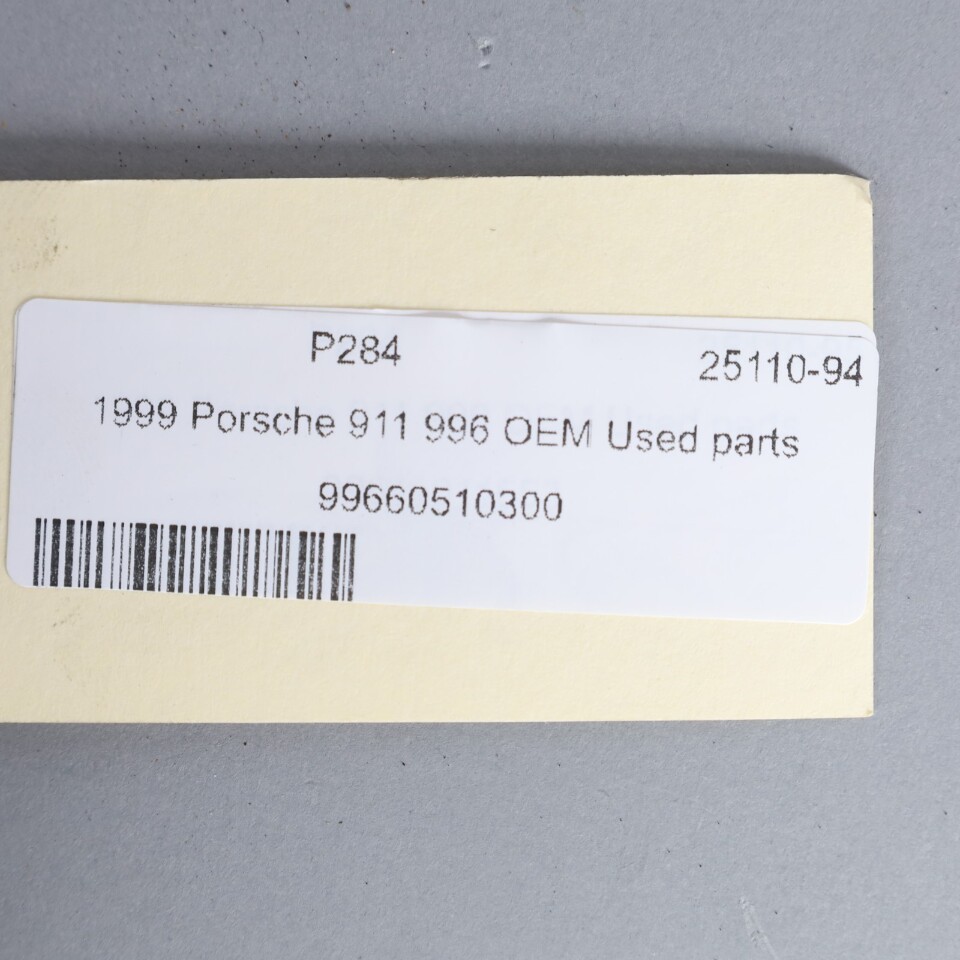 P284
25110-94
1999 Porsche 911 996 OEM Used parts
99660510300